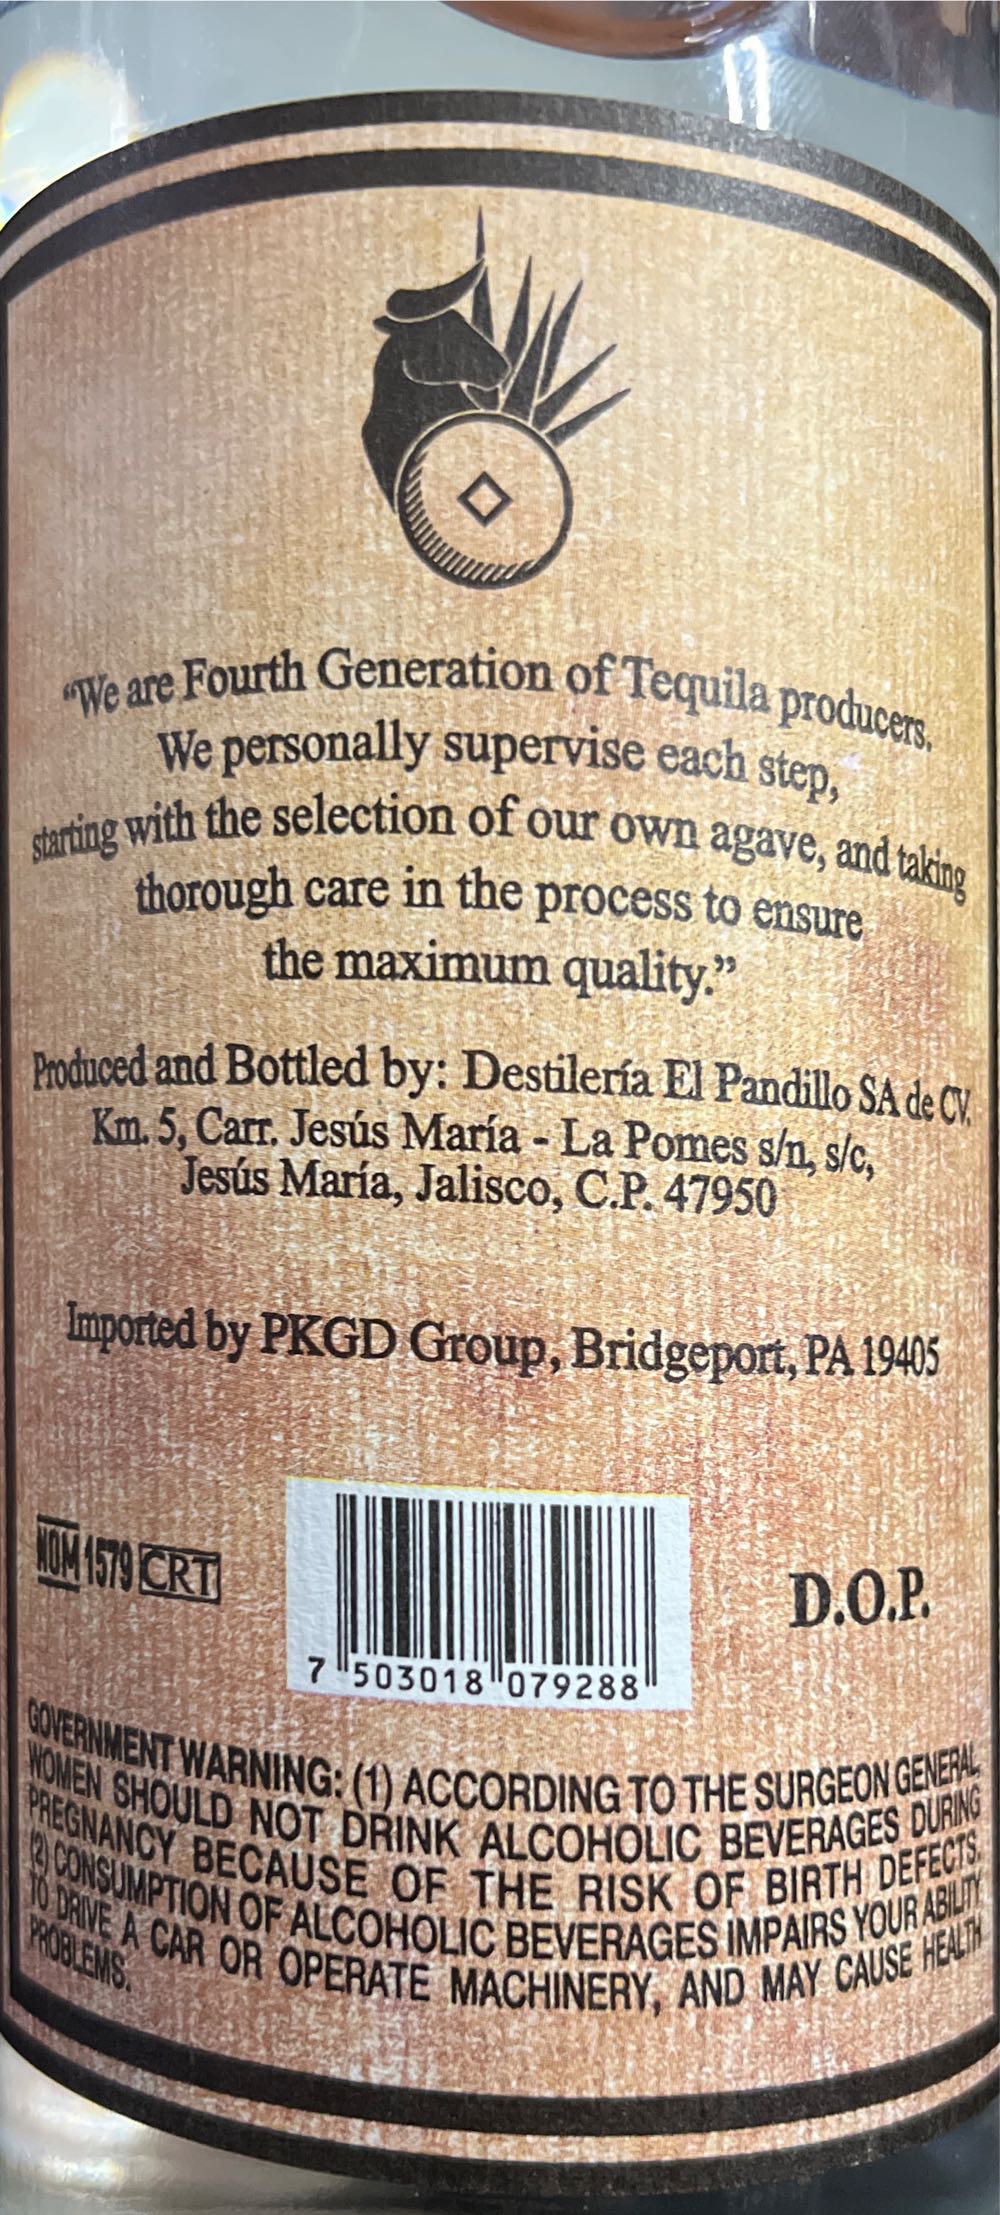 “We are Fourth Generation of Tequila producers.
We personally supervise each step,
starting with the selection of our own agave, and taking
thorough care in the process to ensure
the maximum quality.”
Produced and Bottled by: Destilería El Pandillo SA de CV.
Km. 5, Carr. Jesús María - La Pomes s/n, s/c,
Jesús María, Jalisco, C.P. 47950
Imported by PKGD Group, Bridgeport, PA 19405
NOM 1579 CRT
7 503018 079288
D.O.P.
GOVERNMENT WARNING: (1) ACCORDING TO THE SURGEON GENERAL,
WOMEN SHOULD NOT DRINK ALCOHOLIC BEVERAGES DURING
PREGNANCY BECAUSE OF THE RISK OF BIRTH DEFECTS.
(2) CONSUMPTION OF ALCOHOLIC BEVERAGES IMPAIRS YOUR ABILITY
TO DRIVE A CAR OR OPERATE MACHINERY, AND MAY CAUSE HEALTH
PROBLEMS.